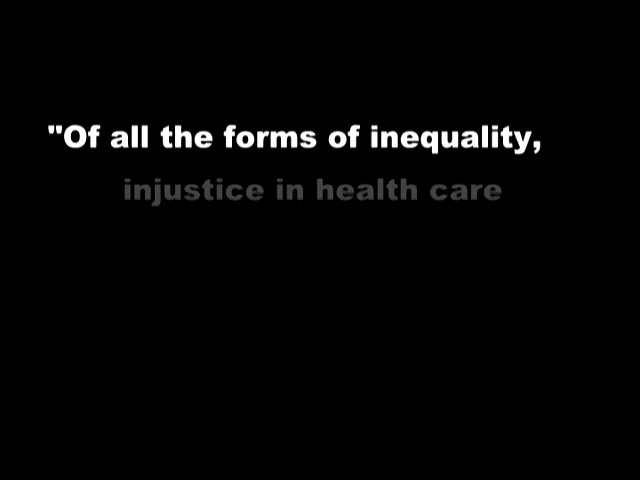 "Of all the forms of inequality,
injustice in health care